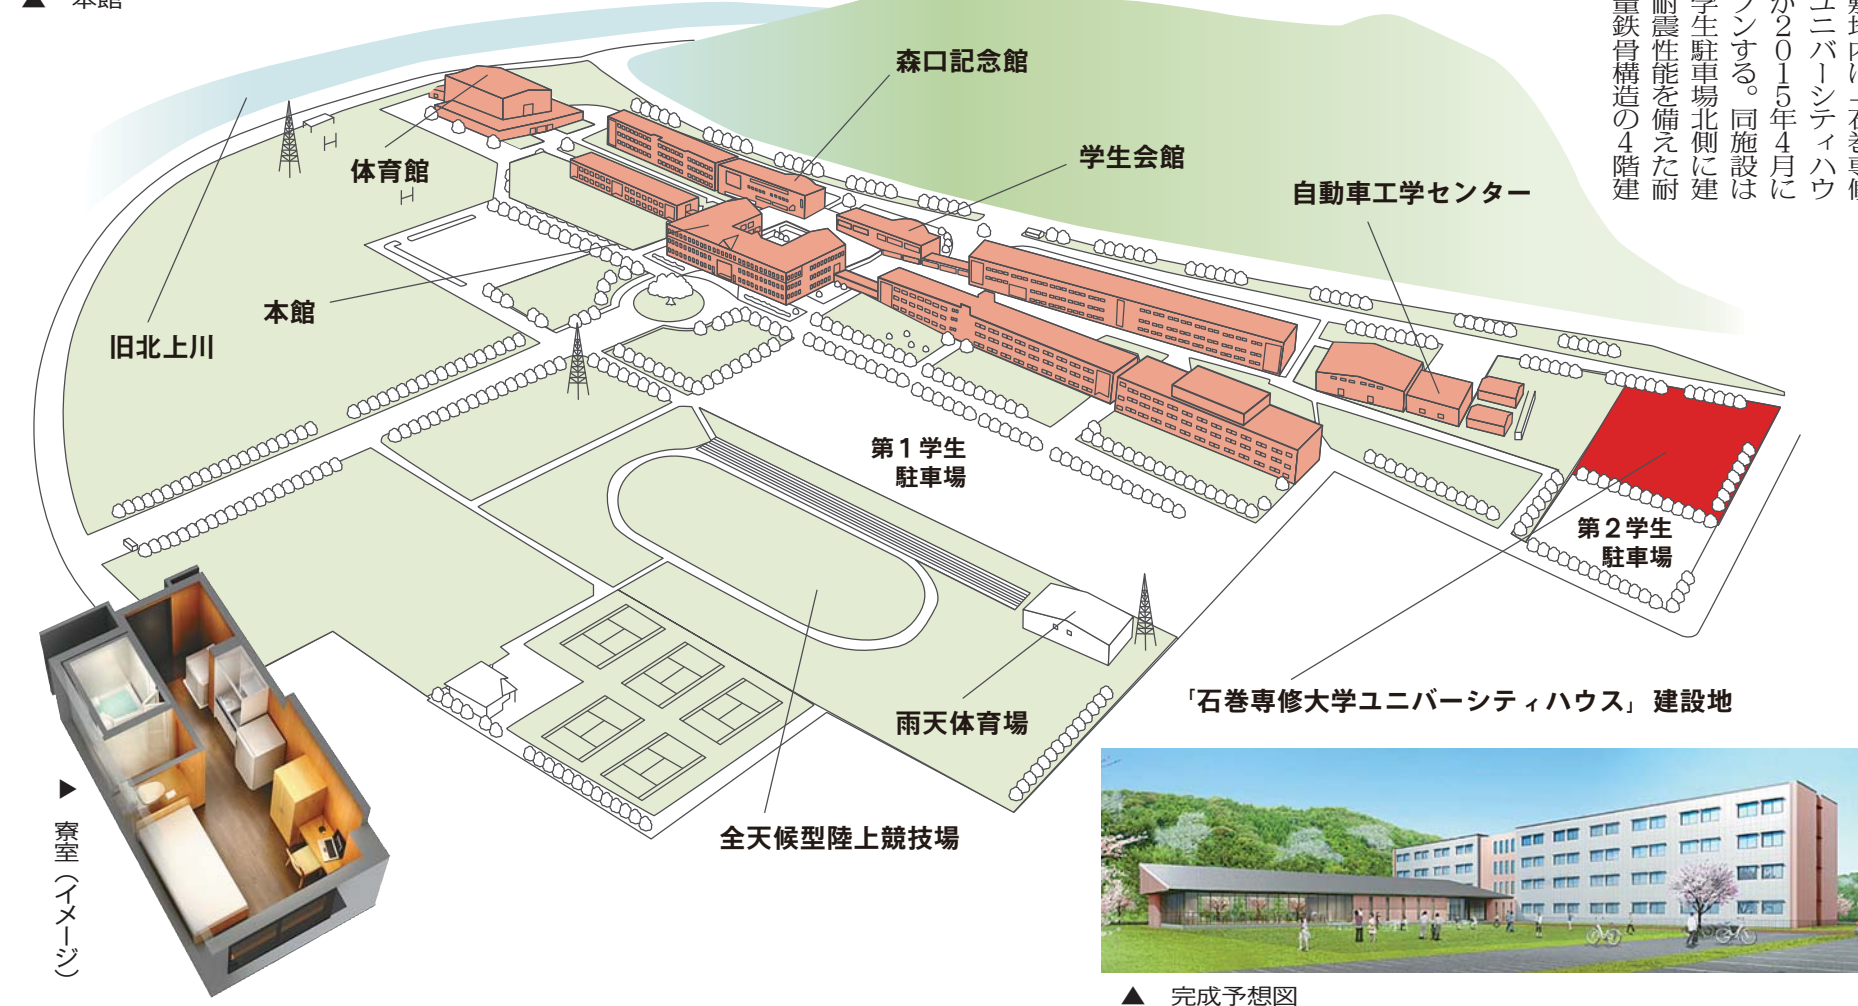 ▲ 本館
ユニバーシティハウ
が2015年4月に
プンする。同施設は
学生駐車場北側に建
耐震性能を備えた耐
量鉄骨構造の4階建
森口記念館
学生会館
自動車工学センター
体育館
本館
旧北上川
第1学生
駐車場
第2学生
駐車場
「石巻専修大学ユニバーシティハウス」 建設地
雨天体育場
全天候型陸上競技場
▶ 寮室(イメージ)
▲ 完成予想図